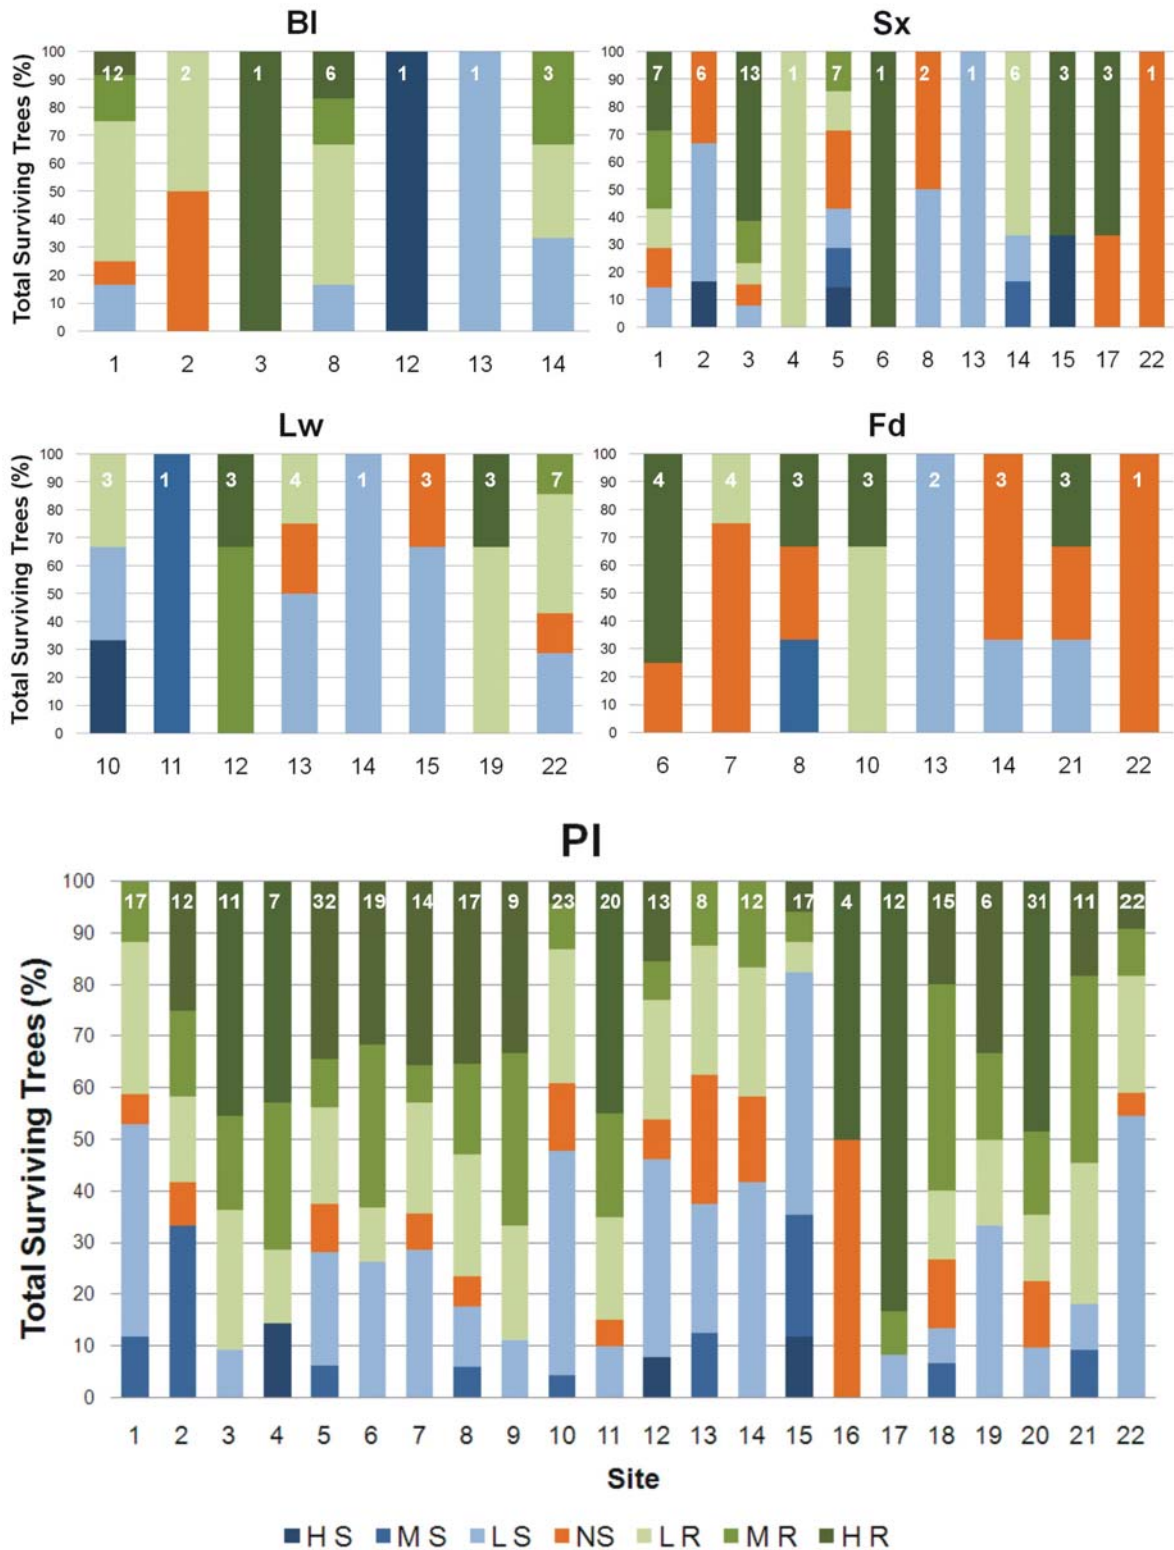 Bl
Total Surviving Trees (%)
100
90
80
70
60
50
40
30
20
10
0
12 2 1 6 1 1 3
1 2 3 8 12 13 14
Sx
100
90
80
70
60
50
40
30
20
10
0
7 6 13 1 7 1 2 1 6 3 3 1
1 2 3 4 5 6 8 13 14 15 17 22
Lw
Total Surviving Trees (%)
100
90
80
70
60
50
40
30
20
10
0
3 1 3 4 1 3 3 7
10 11 12 13 14 15 19 22
Fd
100
90
80
70
60
50
40
30
20
10
0
4 4 3 3 2 3 3 1
6 7 8 10 13 14 21 22
Pl
Total Surviving Trees (%)
100
90
80
70
60
50
40
30
20
10
0
17 12 11 7 32 19 14 17 9 23 20 13 8 12 17 4 12 15 6 31 11 22
1 2 3 4 5 6 7 8 9 10 11 12 13 14 15 16 17 18 19 20 21 22
Site
H S M S L S NS L R M R H R